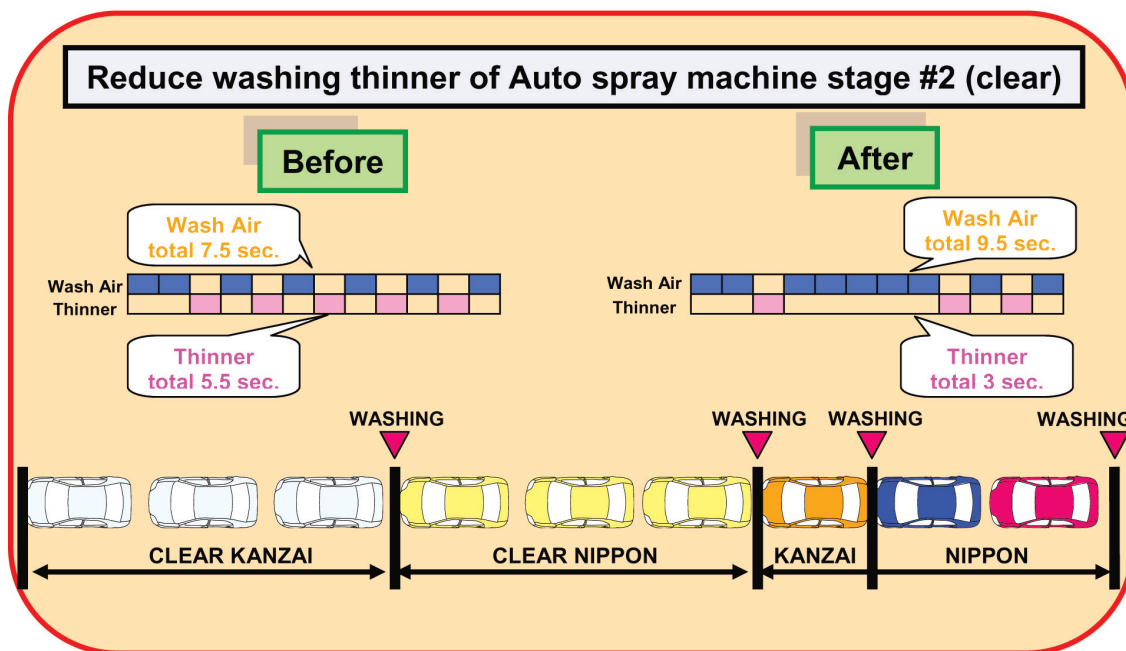 Reduce washing thinner of Auto spray machine stage #2 (clear)
Before
After
Wash Air
total 7.5 sec.
Wash Air
total 9.5 sec.
Wash Air
Thinner
Wash Air
Thinner
Thinner
total 5.5 sec.
Thinner
total 3 sec.
WASHING
WASHING
WASHING
WASHING
CLEAR KANZAI
CLEAR NIPPON
KANZAI
NIPPON